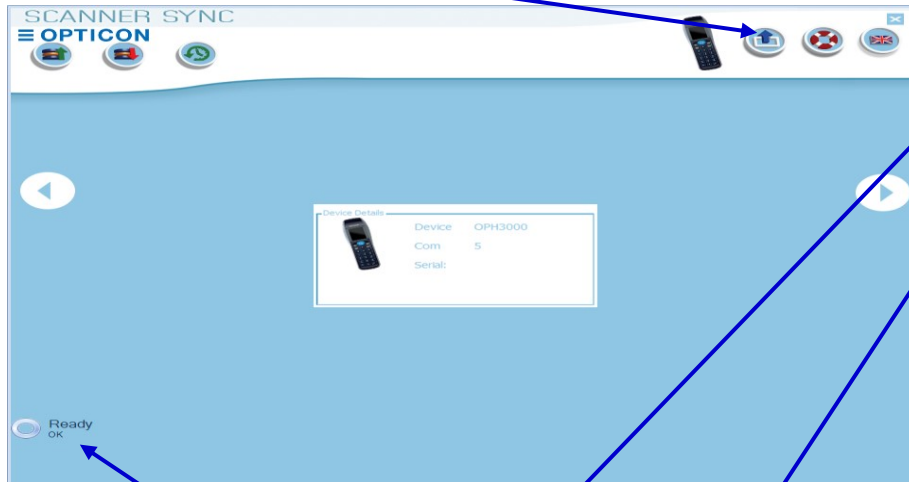 SCANNER SYNC
OPTICON
Device Details
Device OPH3000
Com 5
Serial:
Ready
OK